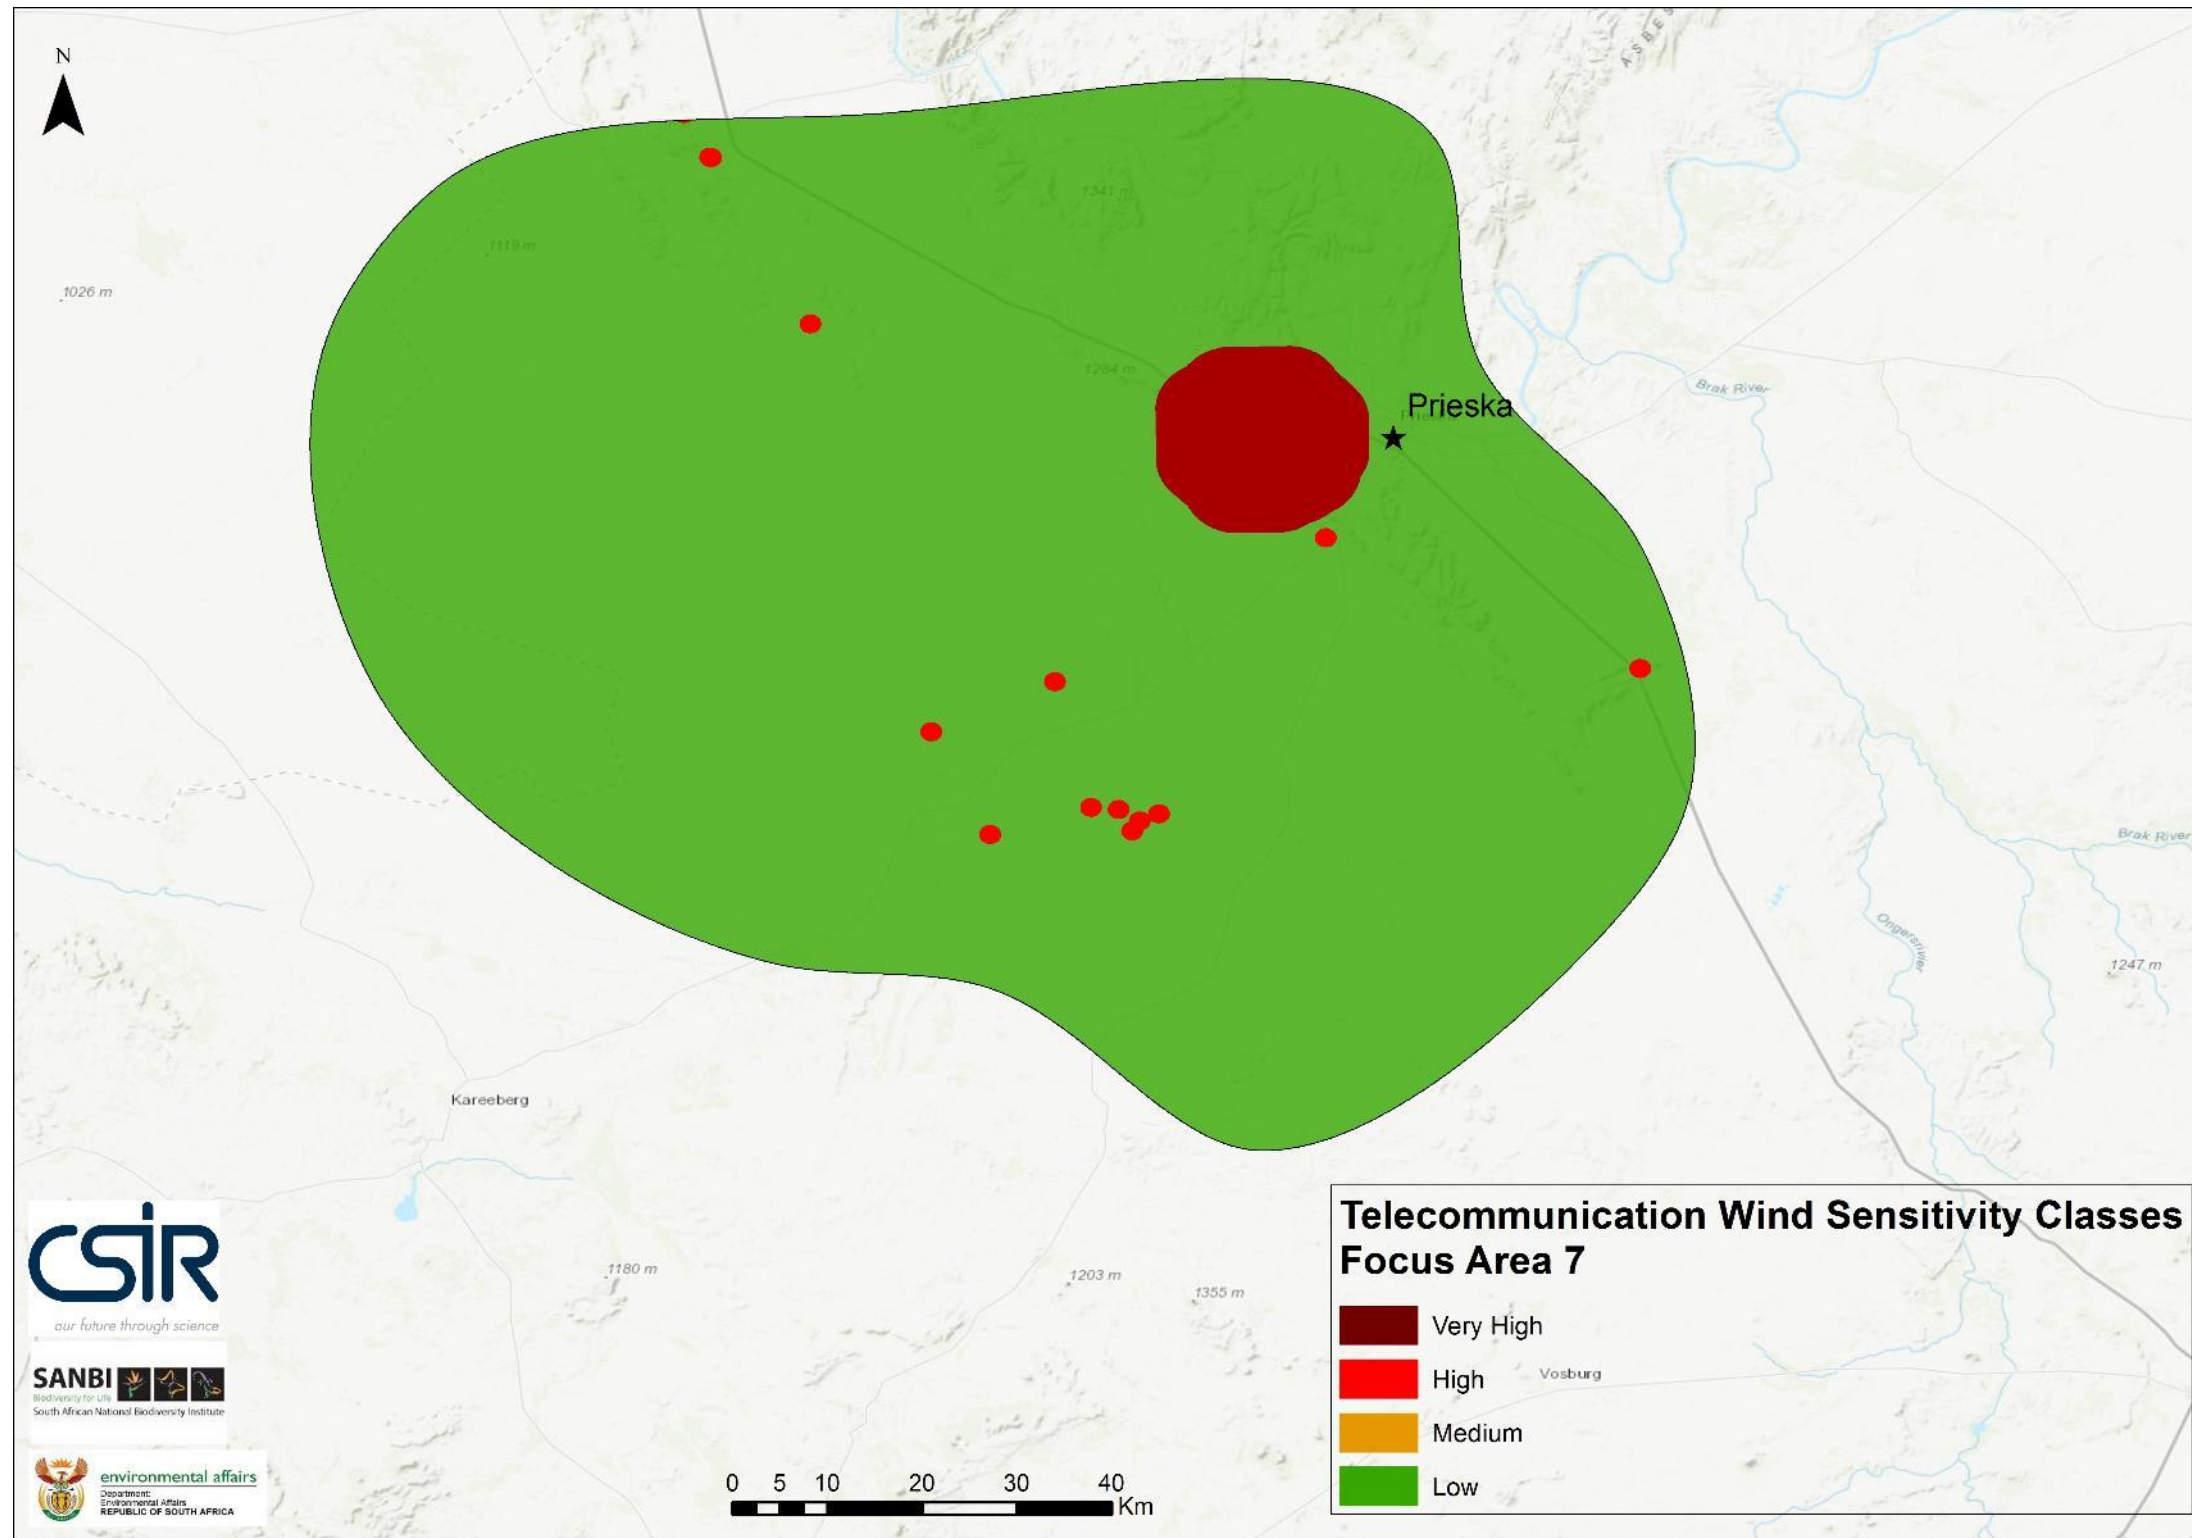 N
ASBES
1341 m
1119 m
1026 m
1284 m
Prieska
Brak River
Brak River
Ongersrivier
1247 m
Kareeberg
1180 m
1203 m
1355 m
CSIR
our future through science
SANBI
Biodiversity for Life
South African National Biodiversity Institute
environmental affairs
Department:
Environmental Affairs
REPUBLIC OF SOUTH AFRICA
0 5 10 20 30 40
Km
Telecommunication Wind Sensitivity Classes
Focus Area 7
Very High
High
Vosburg
Medium
Low